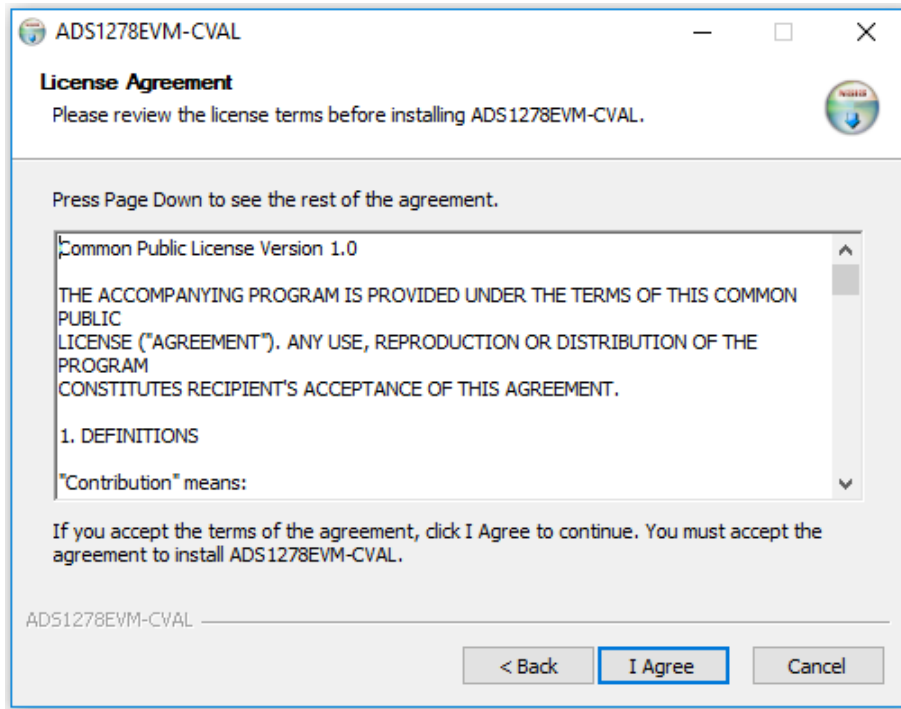 ADS1278EVM-CVAL
License Agreement
Please review the license terms before installing ADS1278EVM-CVAL.
Press Page Down to see the rest of the agreement.
Common Public License Version 1.0
THE ACCOMPANYING PROGRAM IS PROVIDED UNDER THE TERMS OF THIS COMMON
PUBLIC
LICENSE ("AGREEMENT"). ANY USE, REPRODUCTION OR DISTRIBUTION OF THE
PROGRAM
CONSTITUTES RECIPIENT'S ACCEPTANCE OF THIS AGREEMENT.
1. DEFINITIONS
"Contribution" means:
If you accept the terms of the agreement, click I Agree to continue. You must accept the
agreement to install ADS1278EVM-CVAL.
ADS1278EVM-CVAL
< Back
I Agree
Cancel